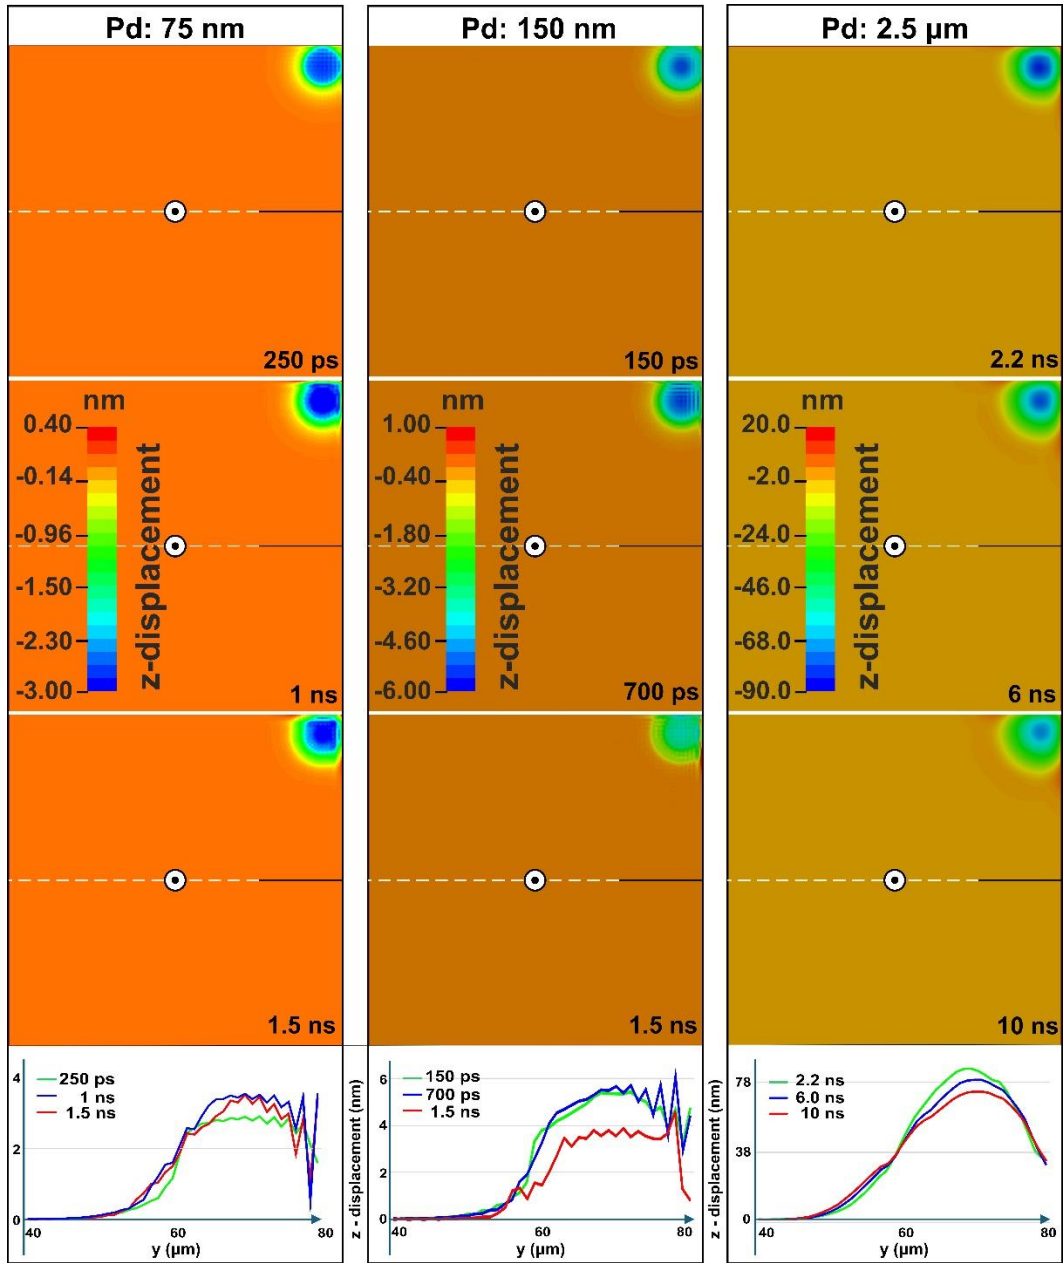 Pd: 75 nm
Pd: 150 nm
Pd: 2.5 µm
250 ps
150 ps
2.2 ns
nm
0.40
-0.14
-0.96
-1.50
-2.30
-3.00
z-displacement
1 ns
nm
1.00
-0.40
-1.80
-3.20
-4.60
-6.00
z-displacement
700 ps
nm
20.0
-2.0
-24.0
-46.0
-68.0
-90.0
z-displacement
6 ns
1.5 ns
1.5 ns
10 ns
4
2
0
250 ps
1 ns
1.5 ns
40
60
80
y (µm)
z - displacement (nm)
6
4
2
0
150 ps
700 ps
1.5 ns
40
60
80
y (µm)
z - displacement (nm)
78
38
0
2.2 ns
6.0 ns
10 ns
40
60
80
y (µm)